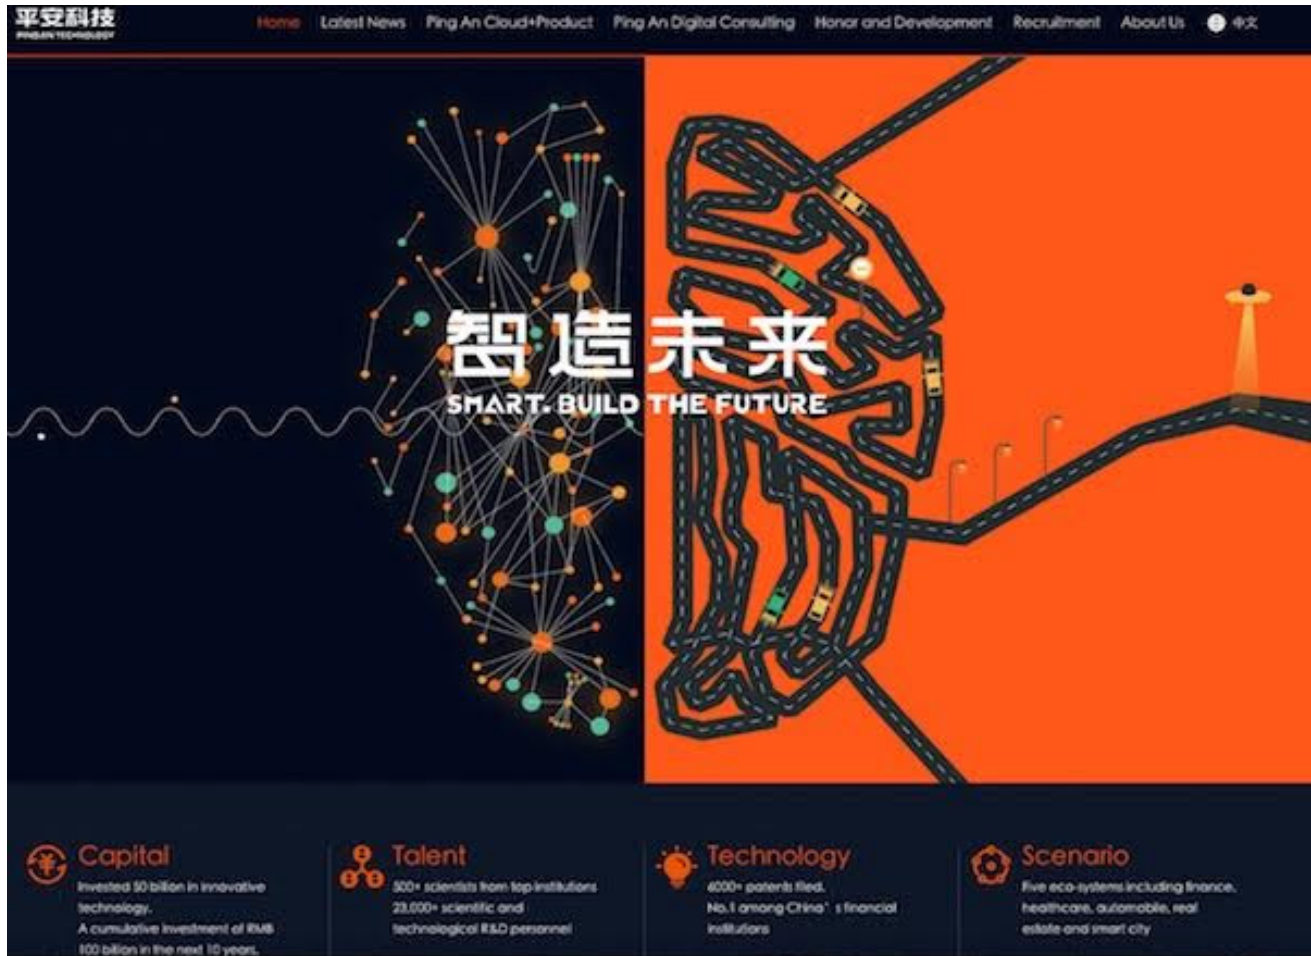 平安科技
PING AN TECHNOLOGY
Home Latest News Ping An Cloud+Product Ping An Digital Consulting Honor and Development Recruitment About Us 中文
智造未来
SMART. BUILD THE FUTURE
Capital
Invested 50 billion in innovative
technology.
A cumulative investment of RMB
100 billion in the next 10 years.
Talent
500+ scientists from top institutions
23,000+ scientific and
technological R&D personnel
Technology
6000+ patents filed.
No.1 among China's financial
institutions
Scenario
Five eco-systems including finance,
healthcare, automobile, real
estate and smart city